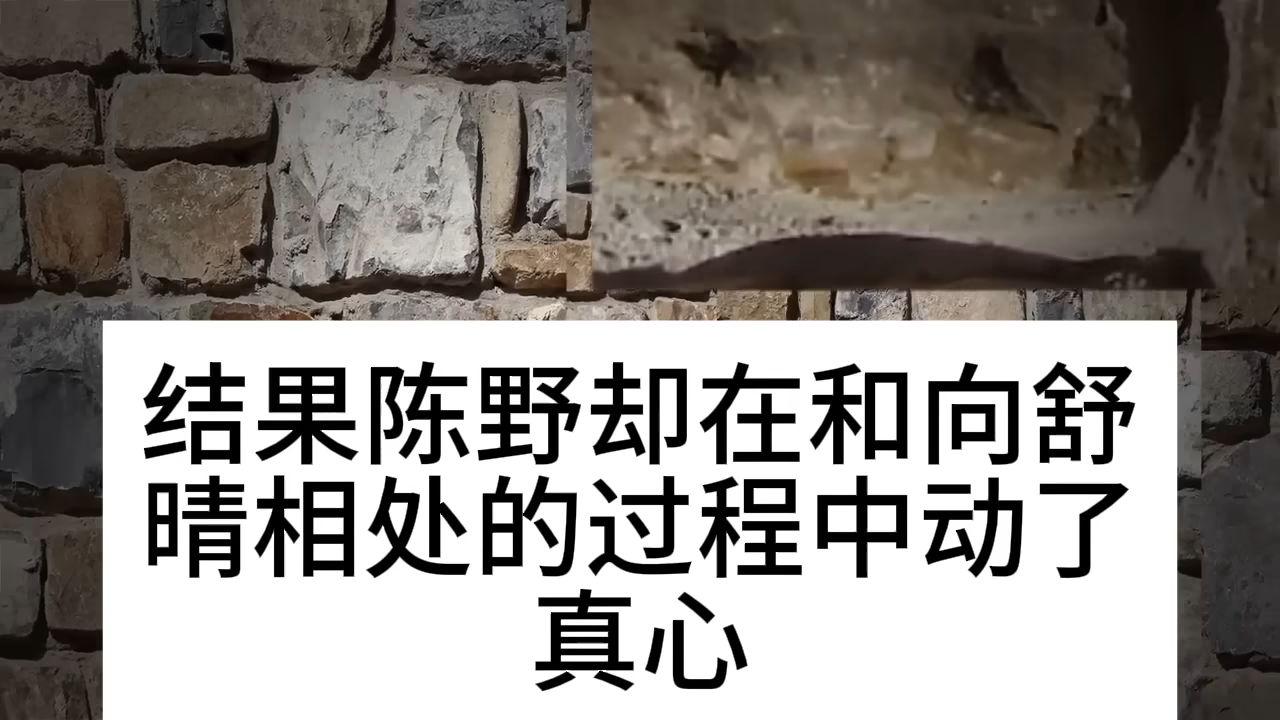 结果陈野却在和向舒
晴相处的过程中动了
真心